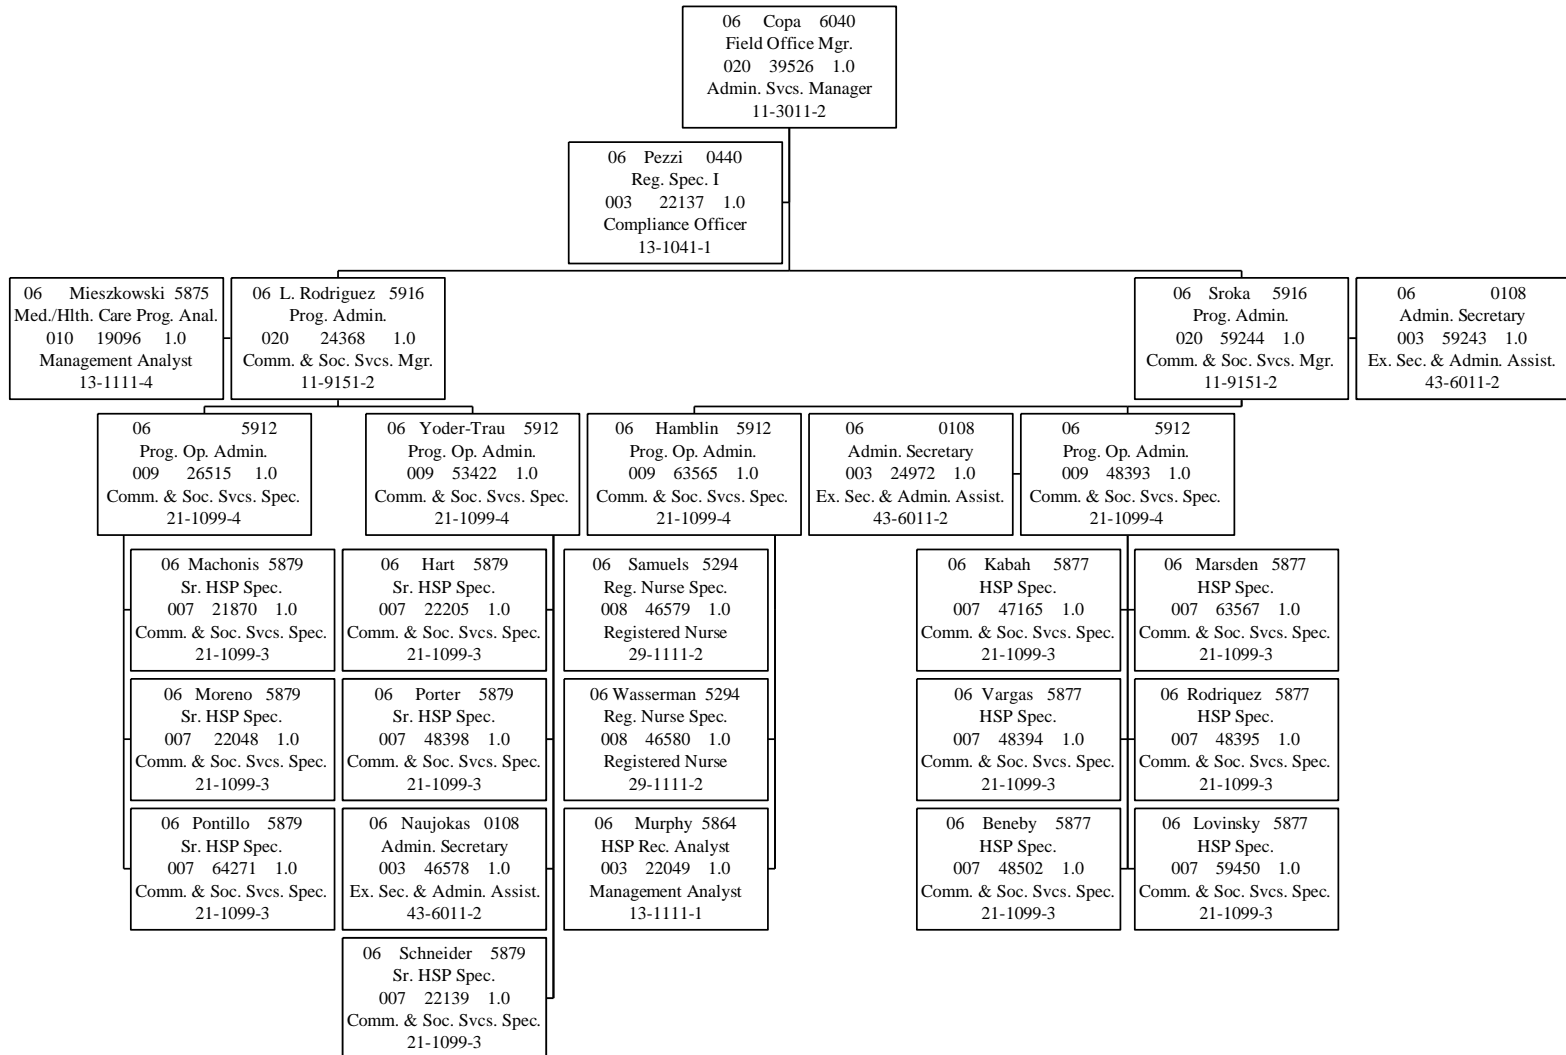 06 Copa 6040
Field Office Mgr.
020 39526 1.0
Admin. Svcs. Manager
11-3011-2
06 Pezzi 0440
Reg. Spec. I
003 22137 1.0
Compliance Officer
13-1041-1
06 Mieszkowski 5875
Med./Hlth. Care Prog. Anal.
010 19096 1.0
Management Analyst
13-1111-4
06 L. Rodriguez 5916
Prog. Admin.
020 24368 1.0
Comm. & Soc. Svcs. Mgr.
11-9151-2
06 Sroka 5916
Prog. Admin.
020 59244 1.0
Comm. & Soc. Svcs. Mgr.
11-9151-2
06 0108
Admin. Secretary
003 59243 1.0
Ex. Sec. & Admin. Assist.
43-6011-2
06 5912
Prog. Op. Admin.
009 26515 1.0
Comm. & Soc. Svcs. Spec.
21-1099-4
06 Yoder-Trau 5912
Prog. Op. Admin.
009 53422 1.0
Comm. & Soc. Svcs. Spec.
21-1099-4
06 Hamblin 5912
Prog. Op. Admin.
009 63565 1.0
Comm. & Soc. Svcs. Spec.
21-1099-4
06 0108
Admin. Secretary
003 24972 1.0
Ex. Sec. & Admin. Assist.
43-6011-2
06 5912
Prog. Op. Admin.
009 48393 1.0
Comm. & Soc. Svcs. Spec.
21-1099-4
06 Machonis 5879
Sr. HSP Spec.
007 21870 1.0
Comm. & Soc. Svcs. Spec.
21-1099-3
06 Hart 5879
Sr. HSP Spec.
007 22205 1.0
Comm. & Soc. Svcs. Spec.
21-1099-3
06 Samuels 5294
Reg. Nurse Spec.
008 46579 1.0
Registered Nurse
29-1111-2
06 Kabah 5877
HSP Spec.
007 47165 1.0
Comm. & Soc. Svcs. Spec.
21-1099-3
06 Marsden 5877
HSP Spec.
007 63567 1.0
Comm. & Soc. Svcs. Spec.
21-1099-3
06 Moreno 5879
Sr. HSP Spec.
007 22048 1.0
Comm. & Soc. Svcs. Spec.
21-1099-3
06 Porter 5879
Sr. HSP Spec.
007 48398 1.0
Comm. & Soc. Svcs. Spec.
21-1099-3
06 Wasserman 5294
Reg. Nurse Spec.
008 46580 1.0
Registered Nurse
29-1111-2
06 Vargas 5877
HSP Spec.
007 48394 1.0
Comm. & Soc. Svcs. Spec.
21-1099-3
06 Rodriquez 5877
HSP Spec.
007 48395 1.0
Comm. & Soc. Svcs. Spec.
21-1099-3
06 Pontillo 5879
Sr. HSP Spec.
007 64271 1.0
Comm. & Soc. Svcs. Spec.
21-1099-3
06 Naujokas 0108
Admin. Secretary
003 46578 1.0
Ex. Sec. & Admin. Assist.
43-6011-2
06 Murphy 5864
HSP Rec. Analyst
003 22049 1.0
Management Analyst
13-1111-1
06 Beneby 5877
HSP Spec.
007 48502 1.0
Comm. & Soc. Svcs. Spec.
21-1099-3
06 Lovinsky 5877
HSP Spec.
007 59450 1.0
Comm. & Soc. Svcs. Spec.
21-1099-3
06 Schneider 5879
Sr. HSP Spec.
007 22139 1.0
Comm. & Soc. Svcs. Spec.
21-1099-3